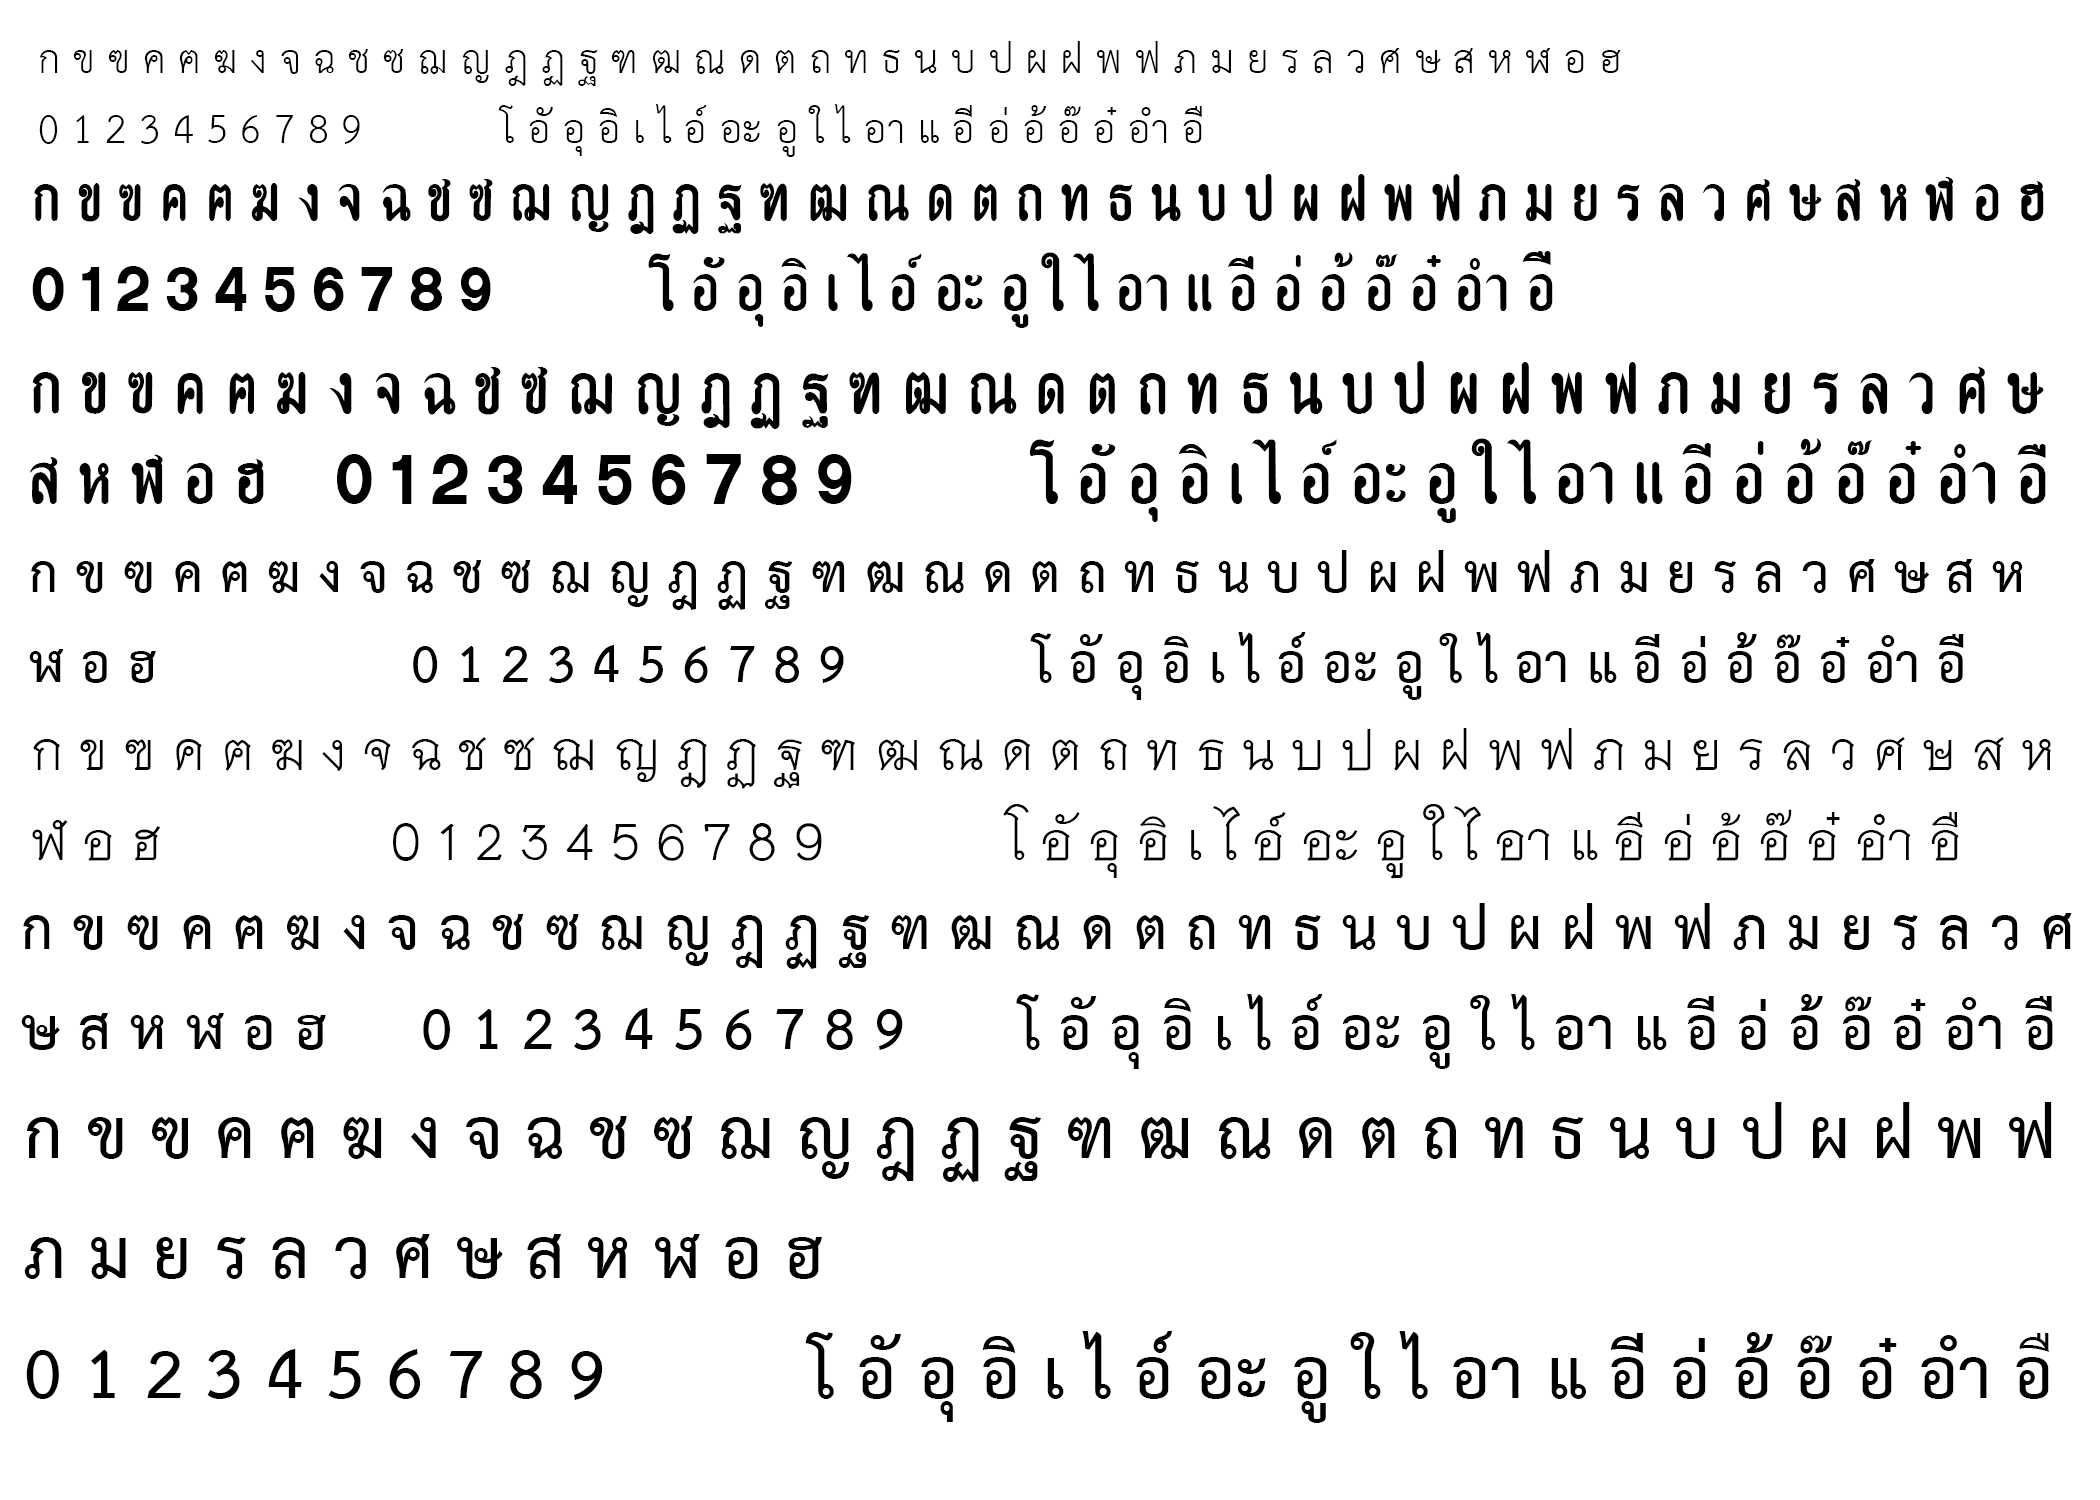 ก ข ฃ ค ฅ ฆ ง จ ฉ ช ซ ฌ ญ ฎ ฏ ฐ ฑ ฒ ณ ด ต ถ ท ธ น บ ป ผ ฝ พ ฟ ภ ม ย ร ล ว ศ ษ ส ห ฬ อ ฮ
0 1 2 3 4 5 6 7 8 9 โ อั อุ อิ เ ไ อ์ อะ อู ใ ไ อา แ อี อ่ อ้ อ๊ อ๋ อำ อื
ก ข ฃ ค ฅ ฆ ง จ ฉ ช ซ ฌ ญ ฎ ฏ ฐ ฑ ฒ ณ ด ต ถ ท ธ น บ ป ผ ฝ พ ฟ ภ ม ย ร ล ว ศ ษ ส ห ฬ อ ฮ
0 1 2 3 4 5 6 7 8 9 โ อั อุ อิ เ ไ อ์ อะ อู ใ ไ อา แ อี อ่ อ้ อ๊ อ๋ อำ อื
ก ข ฃ ค ฅ ฆ ง จ ฉ ช ซ ฌ ญ ฎ ฏ ฐ ฑ ฒ ณ ด ต ถ ท ธ น บ ป ผ ฝ พ ฟ ภ ม ย ร ล ว ศ ษ
ส ห ฬ อ ฮ 0 1 2 3 4 5 6 7 8 9 โ อั อุ อิ เ ไ อ์ อะ อู ใ ไ อา แ อี อ่ อ้ อ๊ อ๋ อำ อื
ก ข ฃ ค ฅ ฆ ง จ ฉ ช ซ ฌ ญ ฎ ฏ ฐ ฑ ฒ ณ ด ต ถ ท ธ น บ ป ผ ฝ พ ฟ ภ ม ย ร ล ว ศ ษ ส ห
ฬ อ ฮ 0 1 2 3 4 5 6 7 8 9 โ อั อุ อิ เ ไ อ์ อะ อู ใ ไ อา แ อี อ่ อ้ อ๊ อ๋ อำ อื
ก ข ฃ ค ฅ ฆ ง จ ฉ ช ซ ฌ ญ ฎ ฏ ฐ ฑ ฒ ณ ด ต ถ ท ธ น บ ป ผ ฝ พ ฟ ภ ม ย ร ล ว ศ ษ ส ห
ฬ อ ฮ 0 1 2 3 4 5 6 7 8 9 โ อั อุ อิ เ ไ อ์ อะ อู ใ ไ อา แ อี อ่ อ้ อ๊ อ๋ อำ อื
ก ข ฃ ค ฅ ฆ ง จ ฉ ช ซ ฌ ญ ฎ ฏ ฐ ฑ ฒ ณ ด ต ถ ท ธ น บ ป ผ ฝ พ ฟ ภ ม ย ร ล ว ศ
ษ ส ห ฬ อ ฮ 0 1 2 3 4 5 6 7 8 9 โ อั อุ อิ เ ไ อ์ อะ อู ใ ไ อา แ อี อ่ อ้ อ๊ อ๋ อำ อื
ก ข ฃ ค ฅ ฆ ง จ ฉ ช ซ ฌ ญ ฎ ฏ ฐ ฑ ฒ ณ ด ต ถ ท ธ น บ ป ผ ฝ พ ฟ
ภ ม ย ร ล ว ศ ษ ส ห ฬ อ ฮ
0 1 2 3 4 5 6 7 8 9 โ อั อุ อิ เ ไ อ์ อะ อู ใ ไ อา แ อี อ่ อ้ อ๊ อ๋ อำ อื